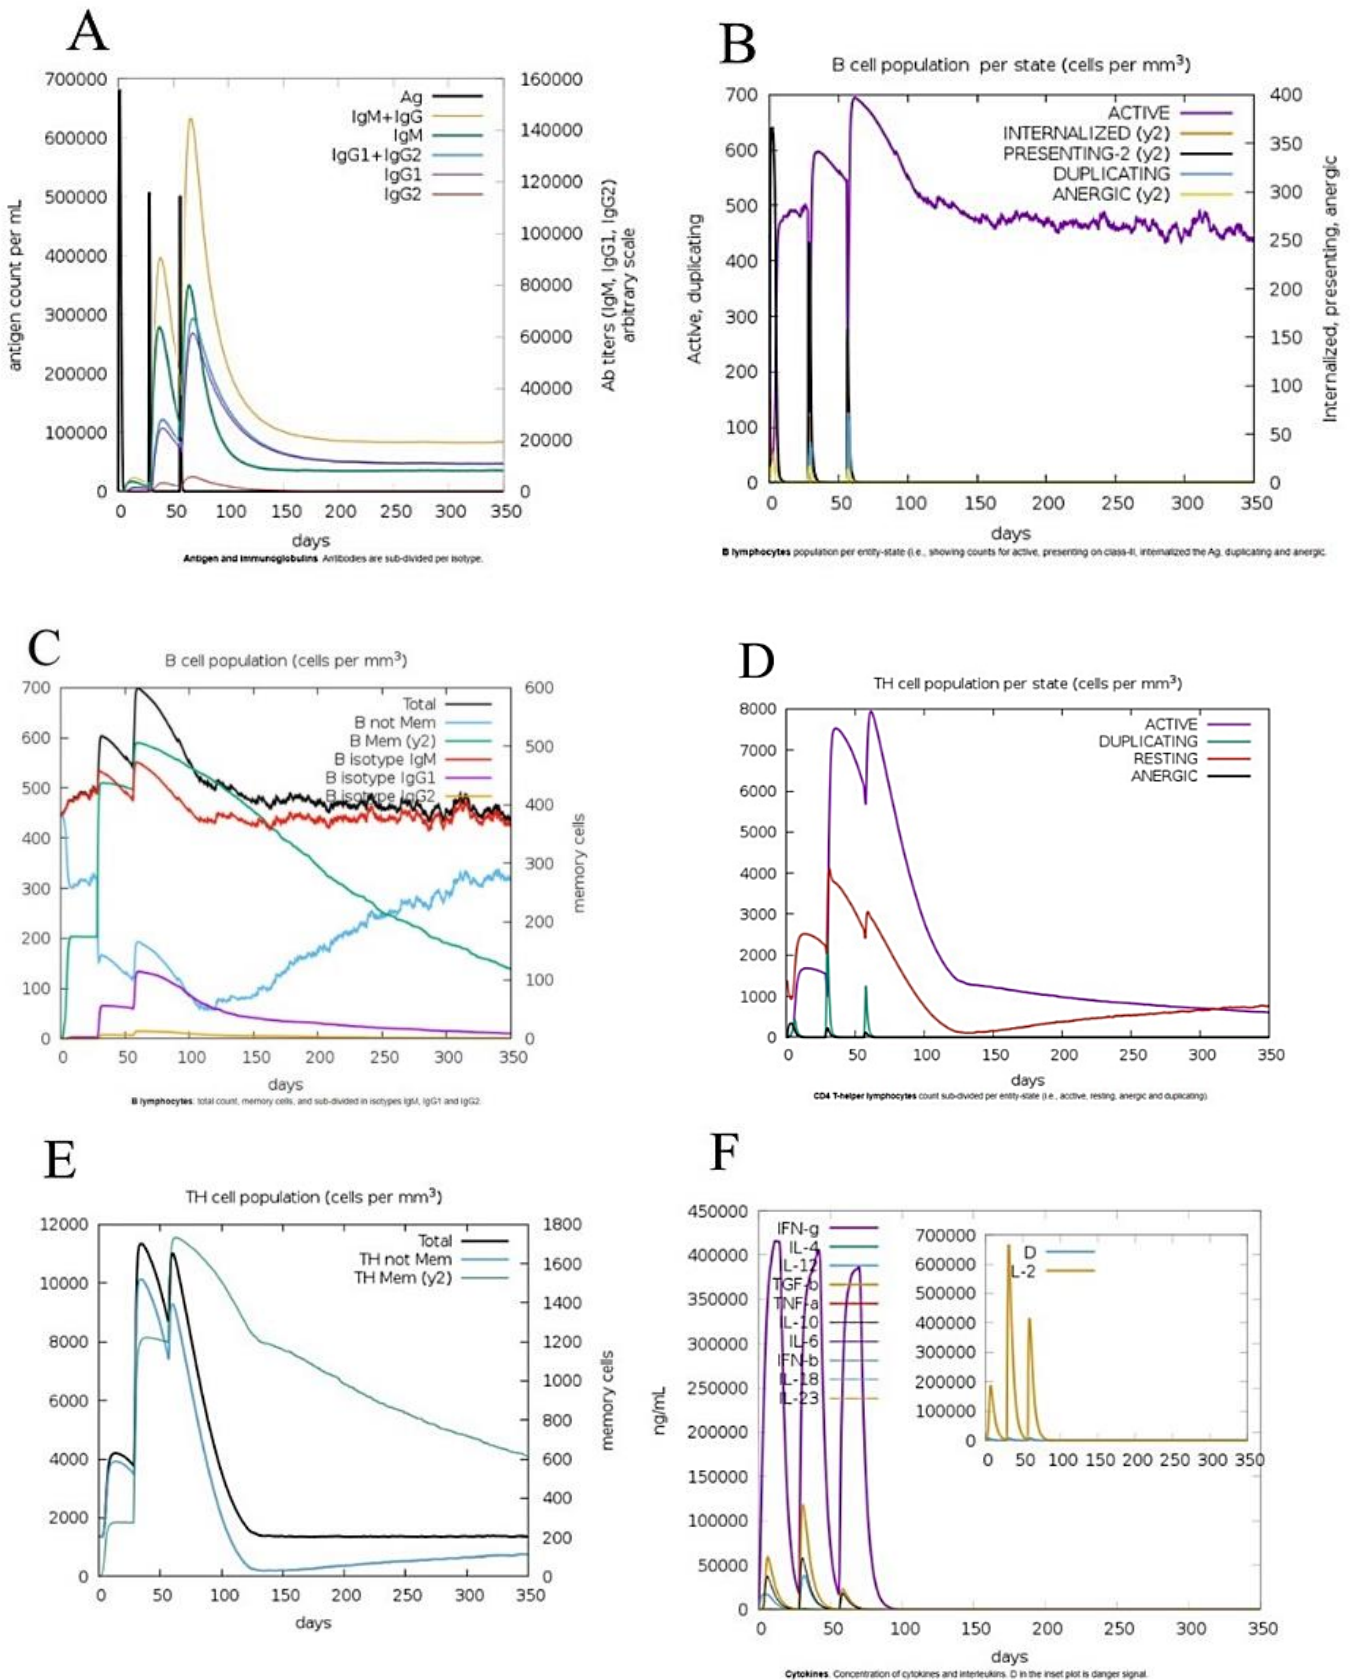 A
700000
600000
500000
400000
300000
200000
100000
0
antigen count per mL
160000
140000
120000
100000
80000
60000
40000
20000
0
Ab titers (IgM, IgG1, IgG2)
arbitrary scale
Ag
IgM+IgG
IgM
IgG1+IgG2
IgG1
IgG2
0 50 100 150 200 250 300 350
days
Antigen and immunoglobulins. Antibodies are sub-divided per isotype.
B
B cell population per state (cells per mm³)
700
600
500
400
300
200
100
0
Active, duplicating
400
350
300
250
200
150
100
50
0
Internalized, presenting, anergic
ACTIVE
INTERNALIZED (y2)
PRESENTING-2 (y2)
DUPLICATING
ANERGIC (y2)
0 50 100 150 200 250 300 350
days
B lymphocytes population per entity-state (i.e., showing counts for active, presenting on class-II, internalized the Ag, duplicating and anergic.
C
B cell population (cells per mm³)
700
600
500
400
300
200
100
0
600
500
400
300
200
100
0
memory cells
Total
B not Mem
B Mem (y2)
B isotype IgM
B isotype IgG1
B isotype IgG2
0 50 100 150 200 250 300 350
days
B lymphocytes: total count, memory cells, and sub-divided in isotypes IgM, IgG1 and IgG2.
D
TH cell population per state (cells per mm³)
8000
7000
6000
5000
4000
3000
2000
1000
0
ACTIVE
DUPLICATING
RESTING
ANERGIC
0 50 100 150 200 250 300 350
days
CD4 T-helper lymphocytes count sub-divided per entity-state (i.e., acctive, resting, anergic and duplicating).
E
TH cell population (cells per mm³)
12000
10000
8000
6000
4000
2000
0
1800
1600
1400
1200
1000
800
600
400
200
0
memory cells
Total
TH not Mem
TH Mem (y2)
0 50 100 150 200 250 300 350
days
F
450000
400000
350000
300000
250000
200000
150000
100000
50000
0
ng/mL
IFN-g
IL-4
IL-12
TGF-b
TNF-a
IL-10
IL-6
IFN-b
IL-18
IL-23
700000
600000
500000
400000
300000
200000
100000
0
D
IL-2
0 50 100 150 200 250 300 350
0 50 100 150 200 250 300 350
days
Cytokines. Concentration of cytokines and interleukins. D in the inset plot is danger signal.